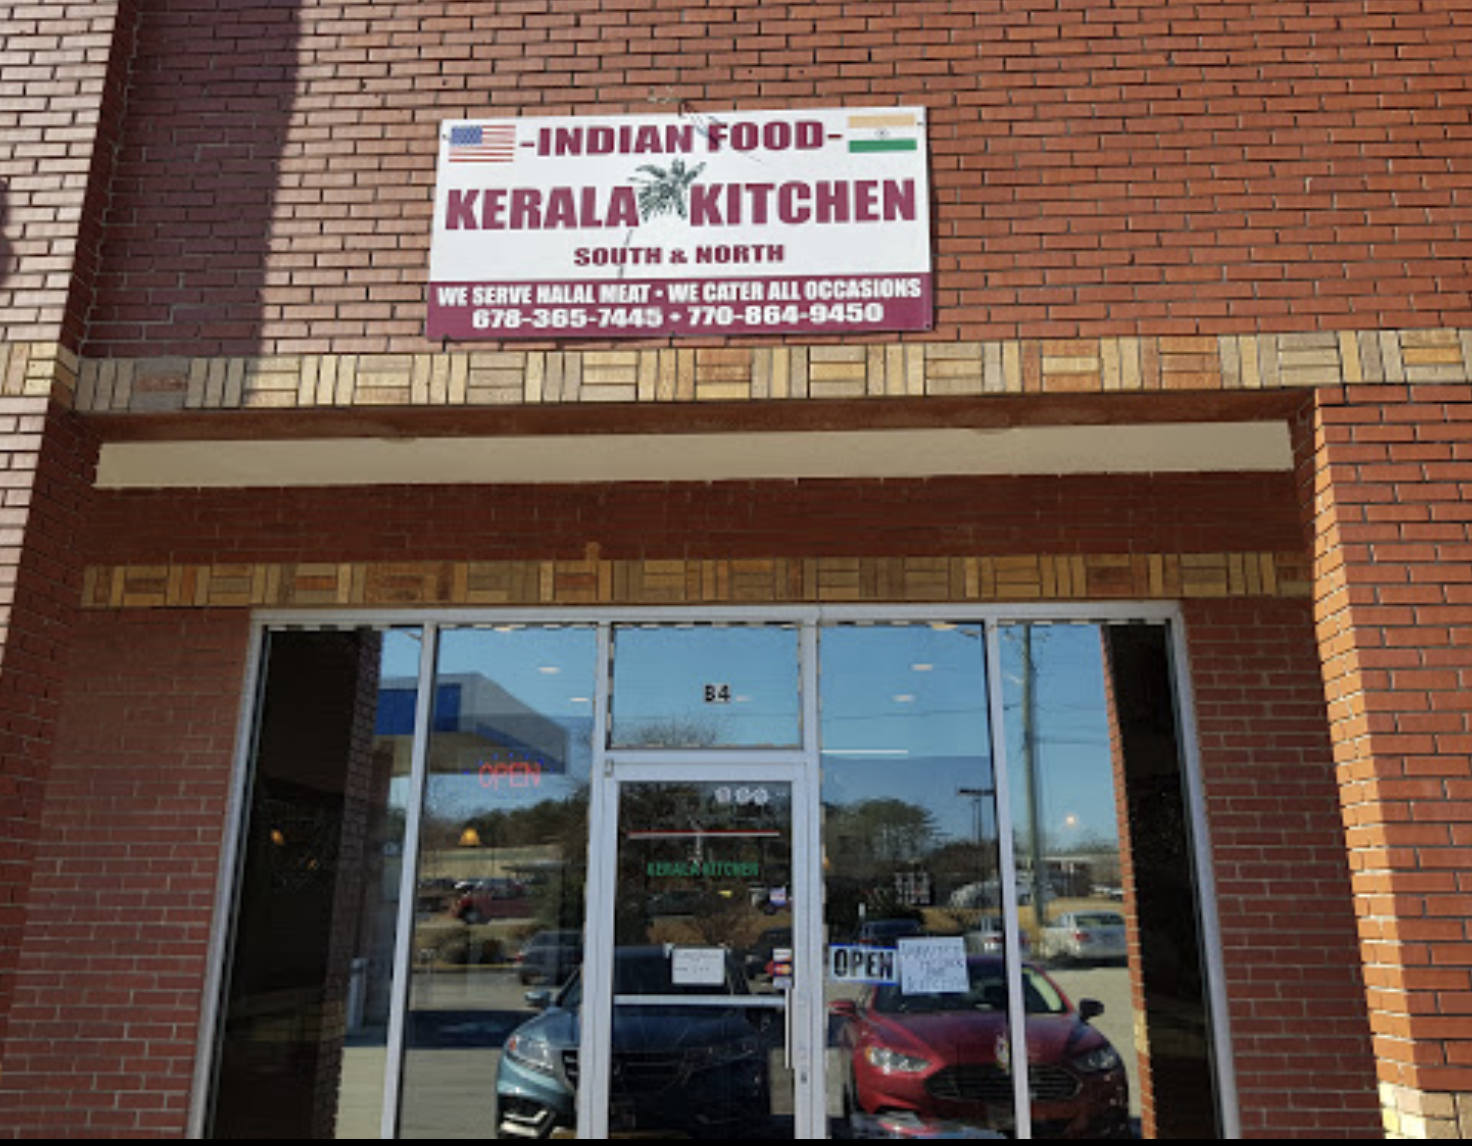 -INDIAN FOOD-
KERALA KITCHEN
SOUTH & NORTH
WE SERVE HALAL MEAT • WE CATER ALL OCCASIONS
678-365-7445 • 770-864-9450
B4
OPEN
KERALA KITCHEN
OPEN